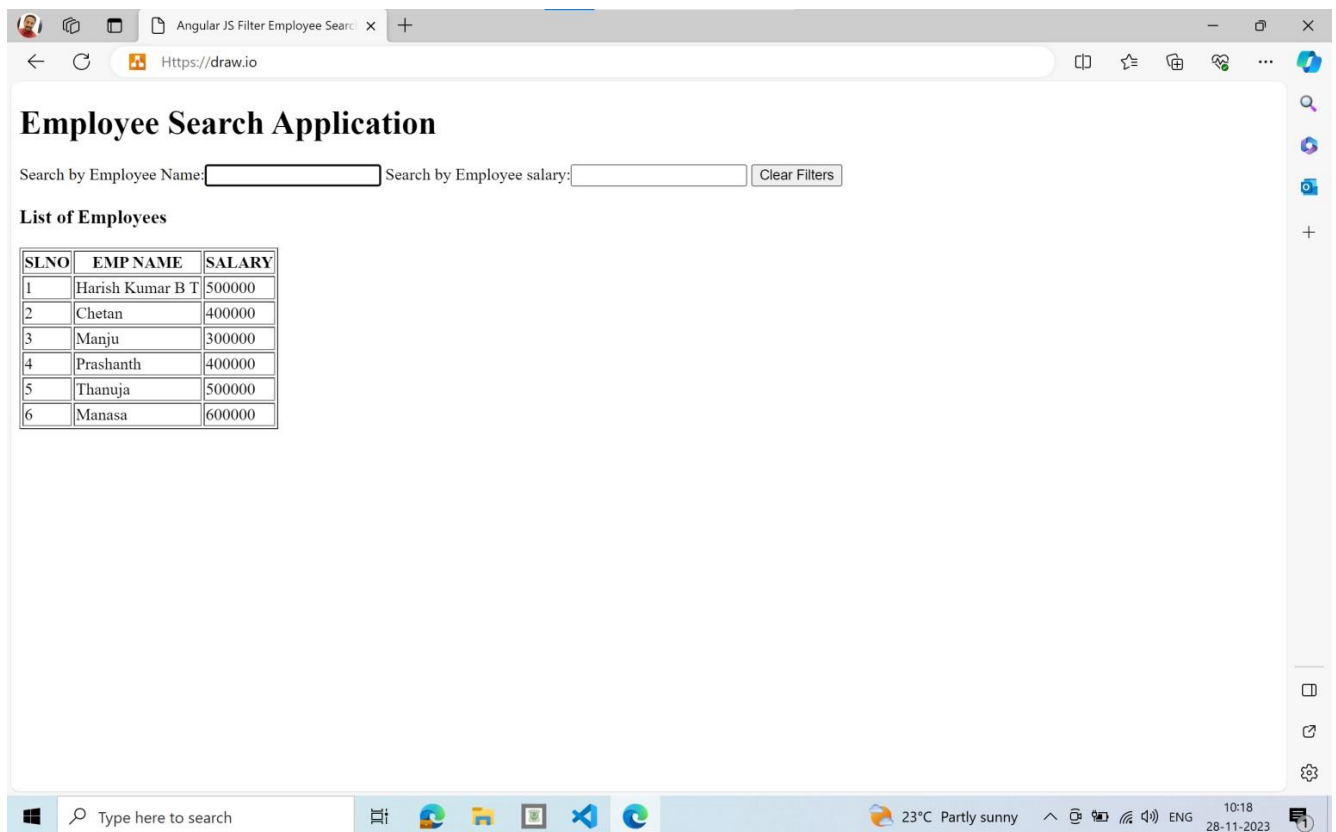 Angular JS Filter Employee Searc
Https://draw.io
Employee Search Application
Search by Employee Name: Search by Employee salary: Clear Filters
List of Employees
SLNO EMP NAME SALARY
1 Harish Kumar B T 500000
2 Chetan 400000
3 Manju 300000
4 Prashanth 400000
5 Thanuja 500000
6 Manasa 600000
Type here to search 23°C Partly sunny ENG 10:18
28-11-2023